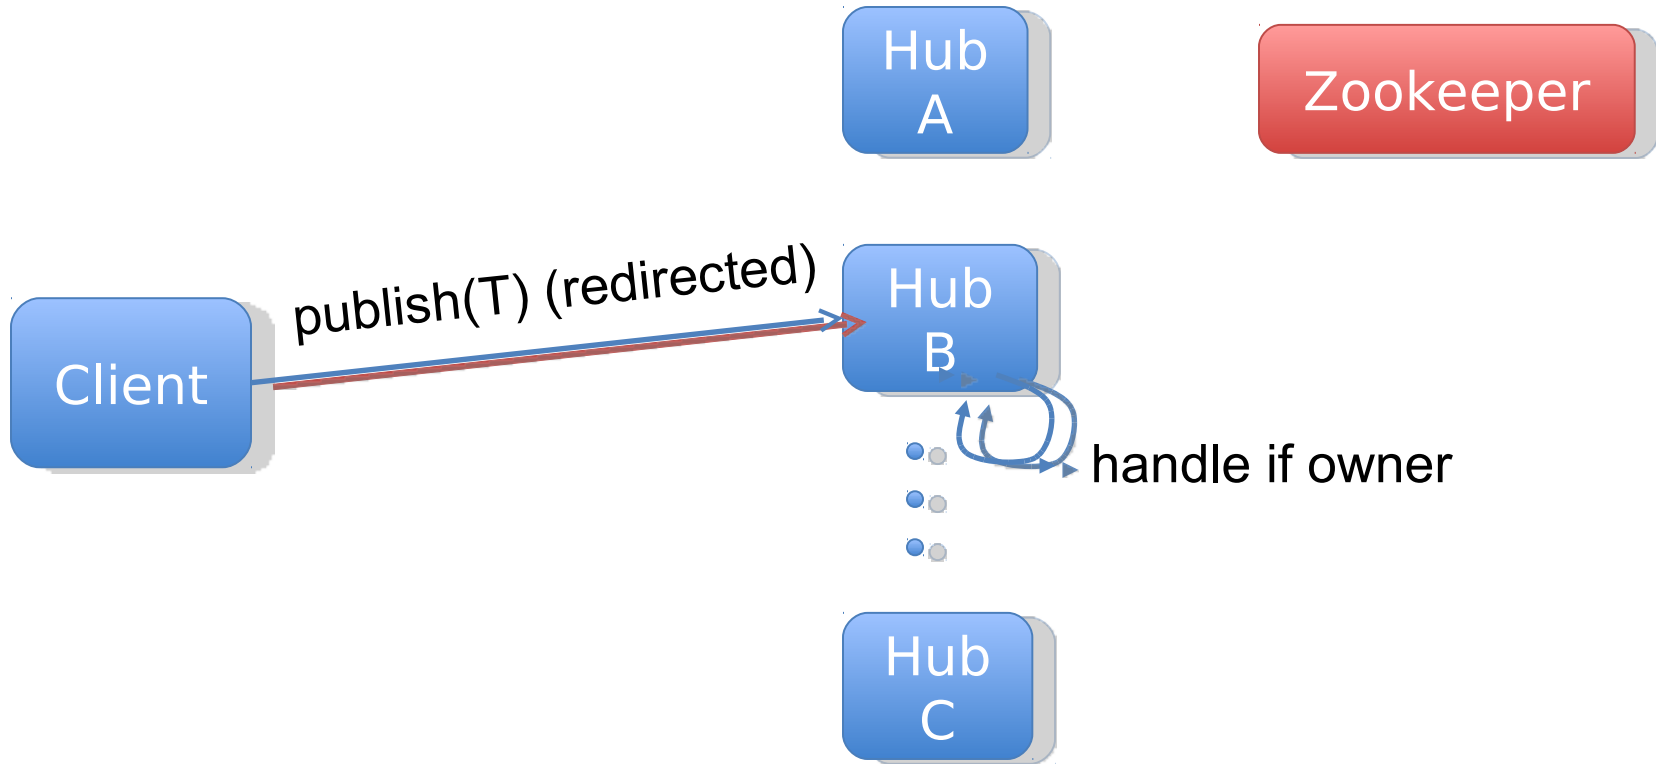 Hub
A
Zookeeper
publish(T) (redirected)
Hub
B
Client
handle if owner
Hub
C